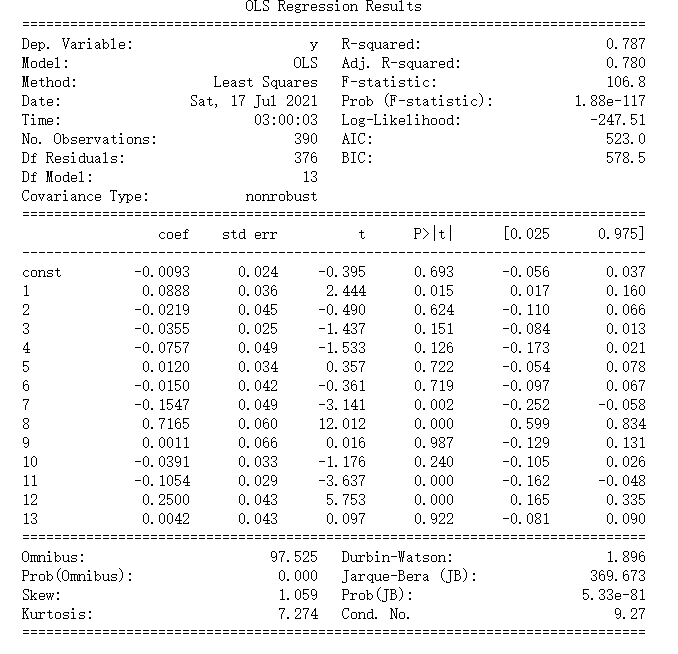 OLS Regression Results
==============================================================================
Dep. Variable: y R-squared: 0.787
Model: OLS Adj. R-squared: 0.780
Method: Least Squares F-statistic: 106.8
Date: Sat, 17 Jul 2021 Prob (F-statistic): 1.88e-117
Time: 03:00:03 Log-Likelihood: -247.51
No. Observations: 390 AIC: 523.0
Df Residuals: 376 BIC: 578.5
Df Model: 13
Covariance Type: nonrobust
==============================================================================
coef std err t P>|t| [0.025 0.975]
------------------------------------------------------------------------------
const -0.0093 0.024 -0.395 0.693 -0.056 0.037
1 0.0888 0.036 2.444 0.015 0.017 0.160
2 -0.0219 0.045 -0.490 0.624 -0.110 0.066
3 -0.0355 0.025 -1.437 0.151 -0.084 0.013
4 -0.0757 0.049 -1.533 0.126 -0.173 0.021
5 0.0120 0.034 0.357 0.722 -0.054 0.078
6 -0.0150 0.042 -0.361 0.719 -0.097 0.067
7 -0.1547 0.049 -3.141 0.002 -0.252 -0.058
8 0.7165 0.060 12.012 0.000 0.599 0.834
9 0.0011 0.066 0.016 0.987 -0.129 0.131
10 -0.0391 0.033 -1.176 0.240 -0.105 0.026
11 -0.1054 0.029 -3.637 0.000 -0.162 -0.048
12 0.2500 0.043 5.753 0.000 0.165 0.335
13 0.0042 0.043 0.097 0.922 -0.081 0.090
==============================================================================
Omnibus: 97.525 Durbin-Watson: 1.896
Prob(Omnibus): 0.000 Jarque-Bera (JB): 369.673
Skew: 1.059 Prob(JB): 5.33e-81
Kurtosis: 7.274 Cond. No. 9.27
==============================================================================